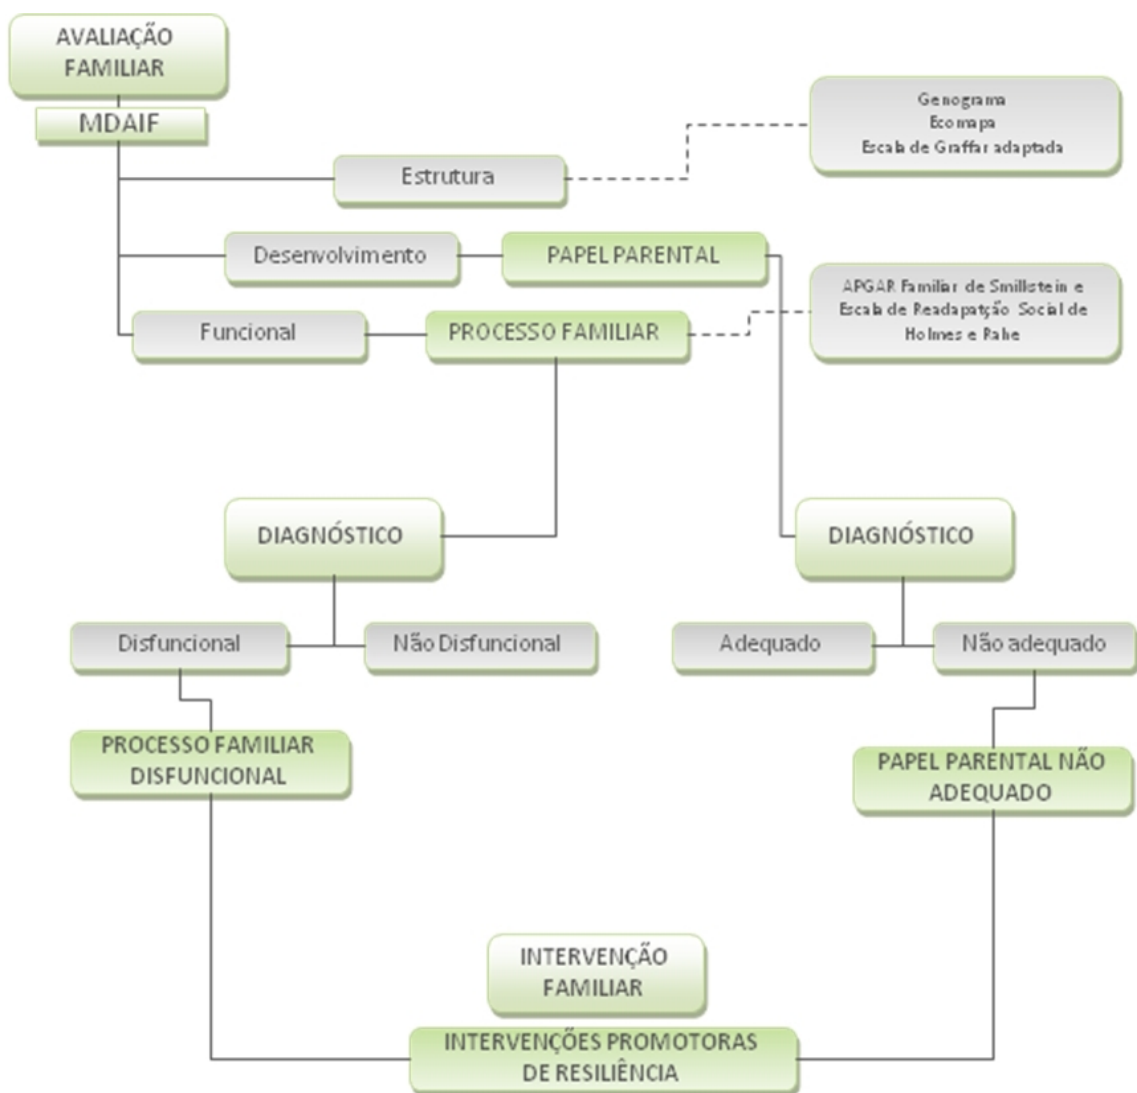 AVALIAÇÃO
FAMILIAR
MDAIF
Genograma
Ecomapa
Escala de Graffar adaptada
Estrutura
Desenvolvimento
PAPEL PARENTAL
APGAR Familiar de Smilkstein e
Escala de Readapatção Social de
Holmes e Rahe
Funcional
PROCESSO FAMILIAR
DIAGNÓSTICO
DIAGNÓSTICO
Disfuncional
Não Disfuncional
Adequado
Não adequado
PROCESSO FAMILIAR
DISFUNCIONAL
PAPEL PARENTAL NÃO
ADEQUADO
INTERVENÇÃO
FAMILIAR
INTERVENÇÕES PROMOTORAS
DE RESILIÊNCIA